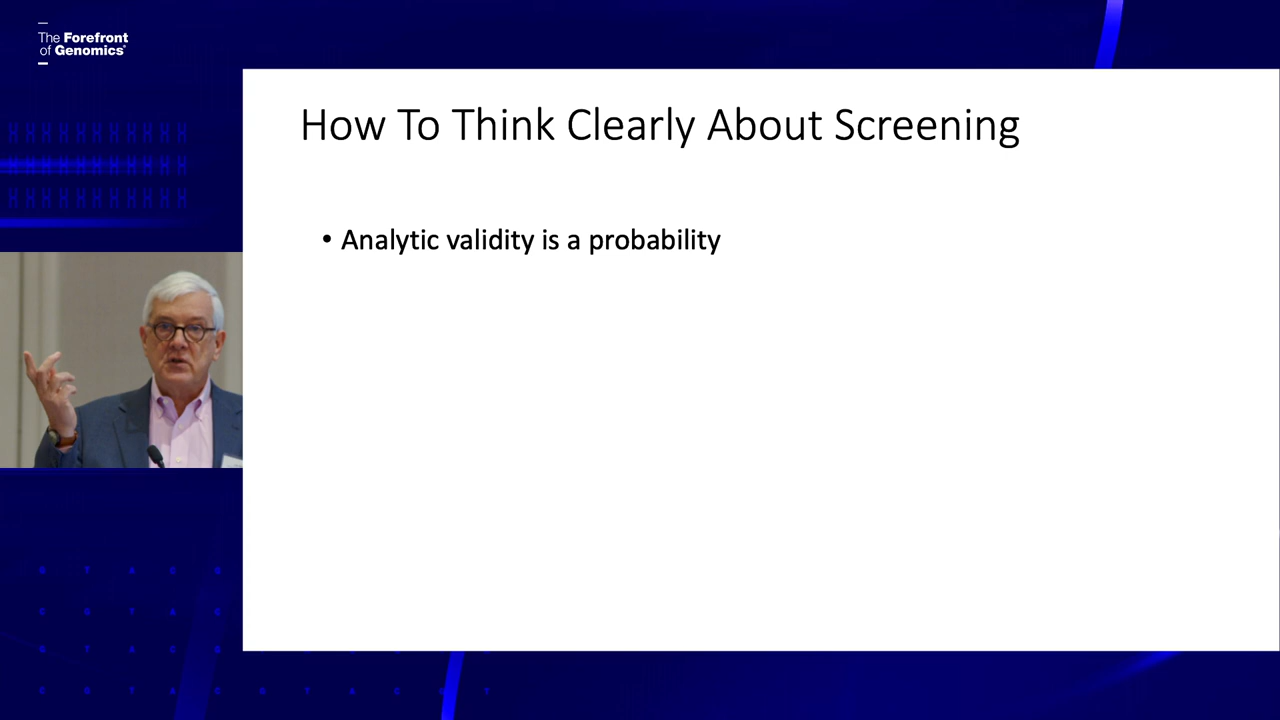 The Forefront
of Genomics®
How To Think Clearly About Screening
• Analytic validity is a probability